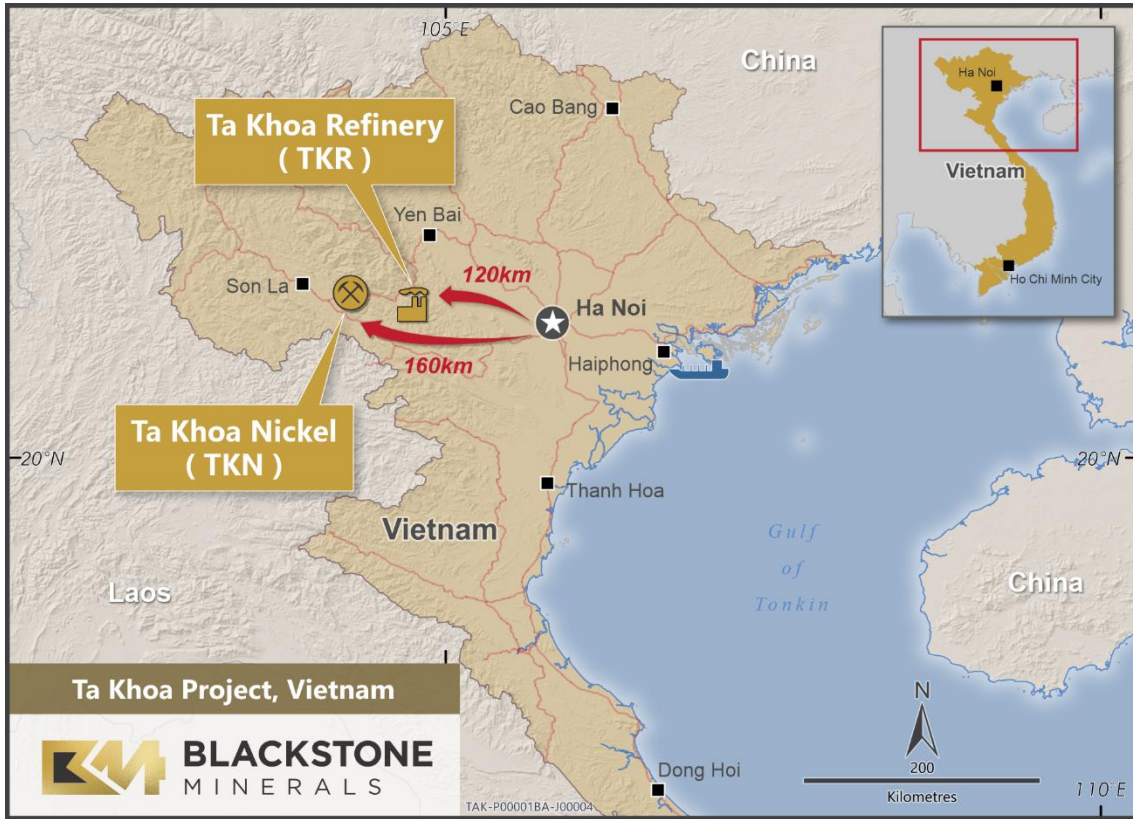 105°E
China
Cao Bang
Ta Khoa Refinery
( TKR )
Yen Bai
Son La
120km
Ha Noi
160km
Haiphong
Ta Khoa Nickel
( TKN )
20°N
20°N
Thanh Hoa
Vietnam
Gulf
of
Tonkin
China
Laos
Dong Hoi
Ha Noi
Vietnam
Ho Chi Minh City
N
200
Kilometres
110°E
Ta Khoa Project, Vietnam
BLACKSTONE
MINERALS
TAK-P00001BA-J00004